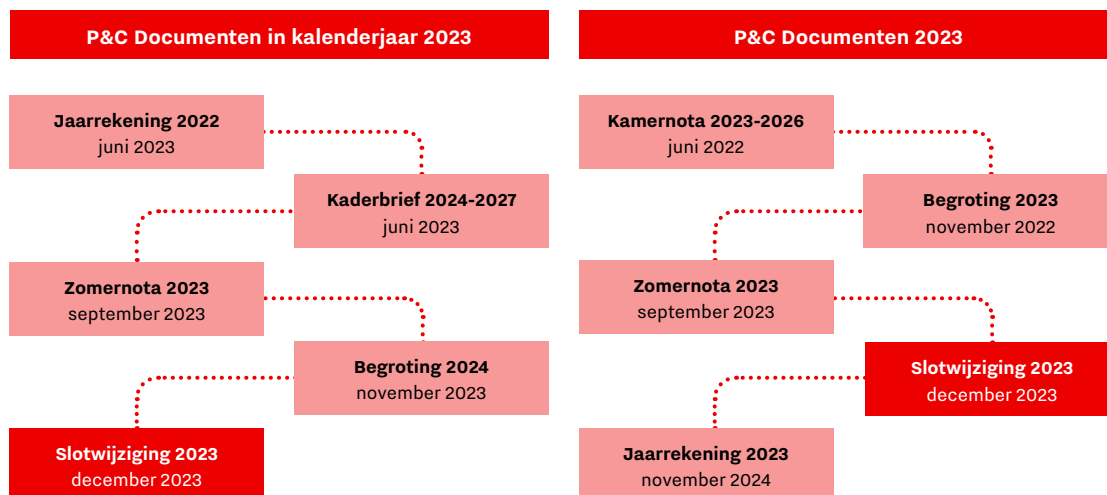 P&C Documenten in kalenderjaar 2023
Jaarrekening 2022
juni 2023
Kaderbrief 2024-2027
juni 2023
Zomernota 2023
september 2023
Begroting 2024
november 2023
Slotwijziging 2023
december 2023
P&C Documenten 2023
Kamernota 2023-2026
juni 2022
Begroting 2023
november 2022
Zomernota 2023
september 2023
Slotwijziging 2023
december 2023
Jaarrekening 2023
november 2024